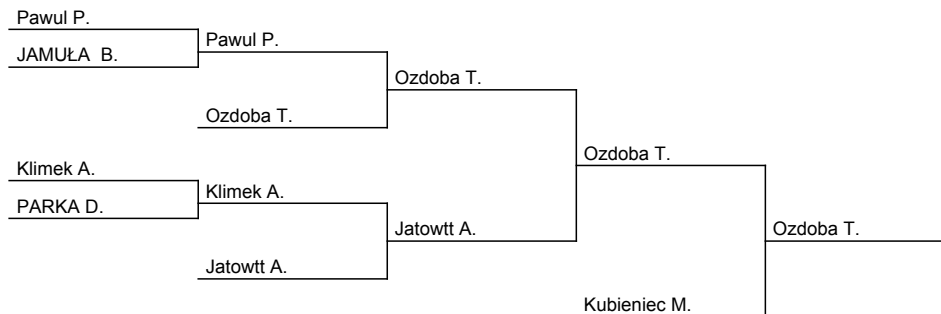 Pawul P.
JAMUŁA  B.
Pawul P.
Ozdoba T.
Ozdoba T.
Klimek A.
PARKA D.
Klimek A.
Jatowtt A.
Jatowtt A.
Ozdoba T.
Kubieniec M.
Ozdoba T.